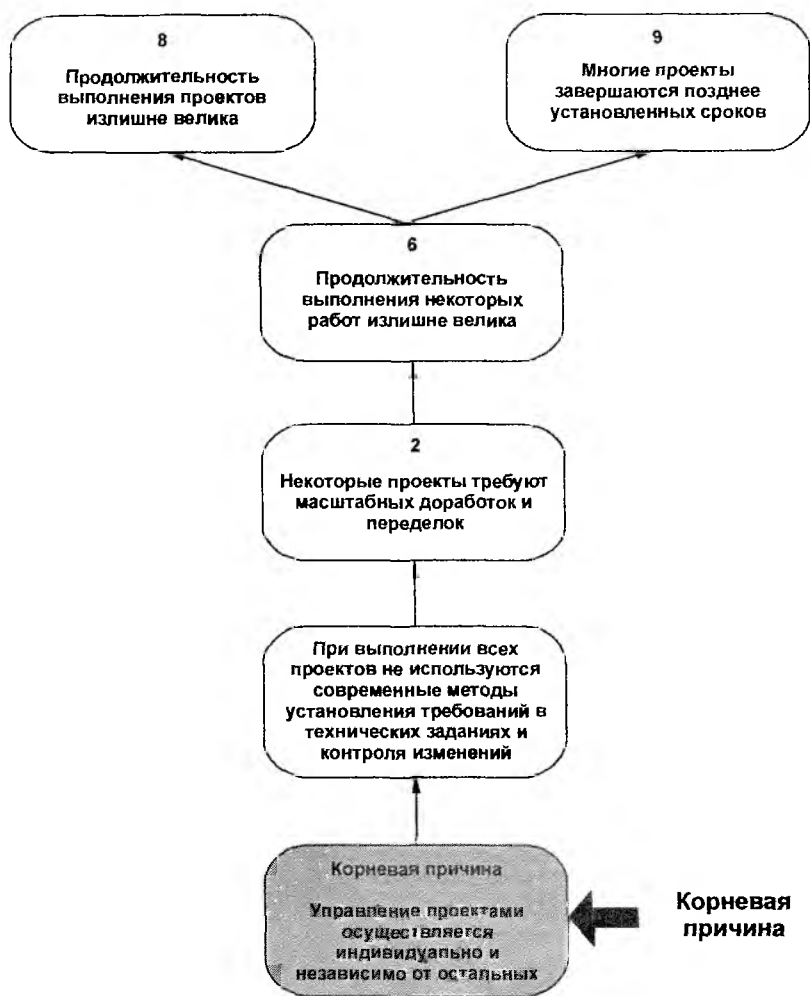 8
Продолжительность
выполнения проектов
излишне велика
9
Многие проекты
завершаются позднее
установленных сроков
6
Продолжительность
выполнения некоторых
работ излишне велика
2
Некоторые проекты требуют
масштабных доработок и
переделок
При выполнении всех
проектов не используются
современные методы
установления требований в
технических заданиях и
контроля изменений
Корневая причина
Управление проектами
осуществляется
индивидуально и
независимо от остальных
Корневая
причина